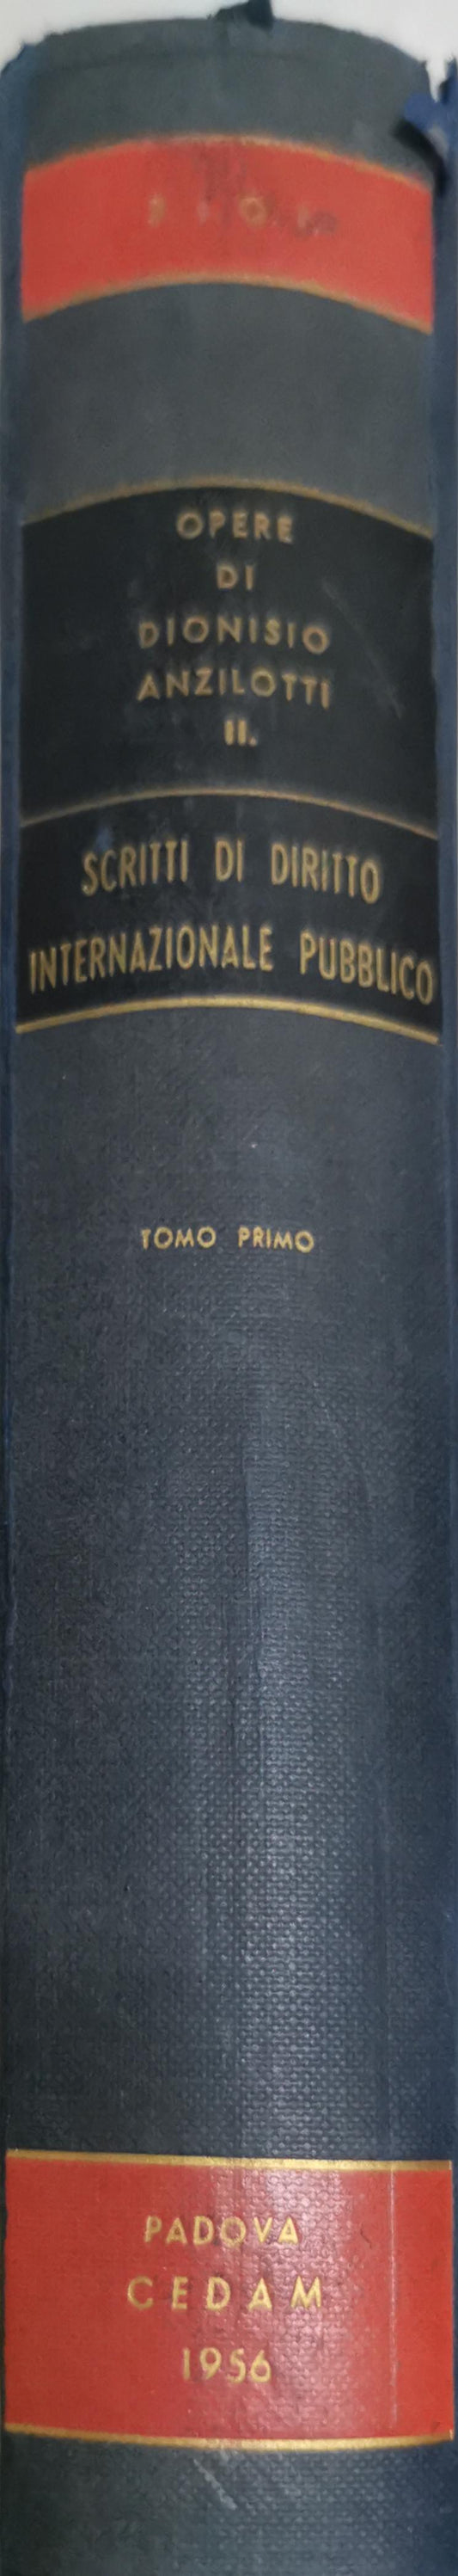 OPERE
DI
DIONISIO
ANZILOTTI
II.
SCRITTI DI DIRITTO
INTERNAZIONALE PUBBLICO
TOMO PRIMO
PADOVA
CEDAM
1956